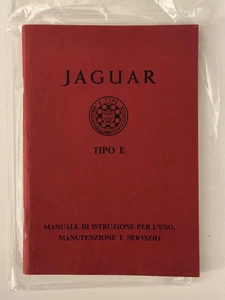 JAGUAR
TIPO E
MANUALE DI ISTRUZIONE PER L'USO,
MANUTENZIONE E SERVIZIO